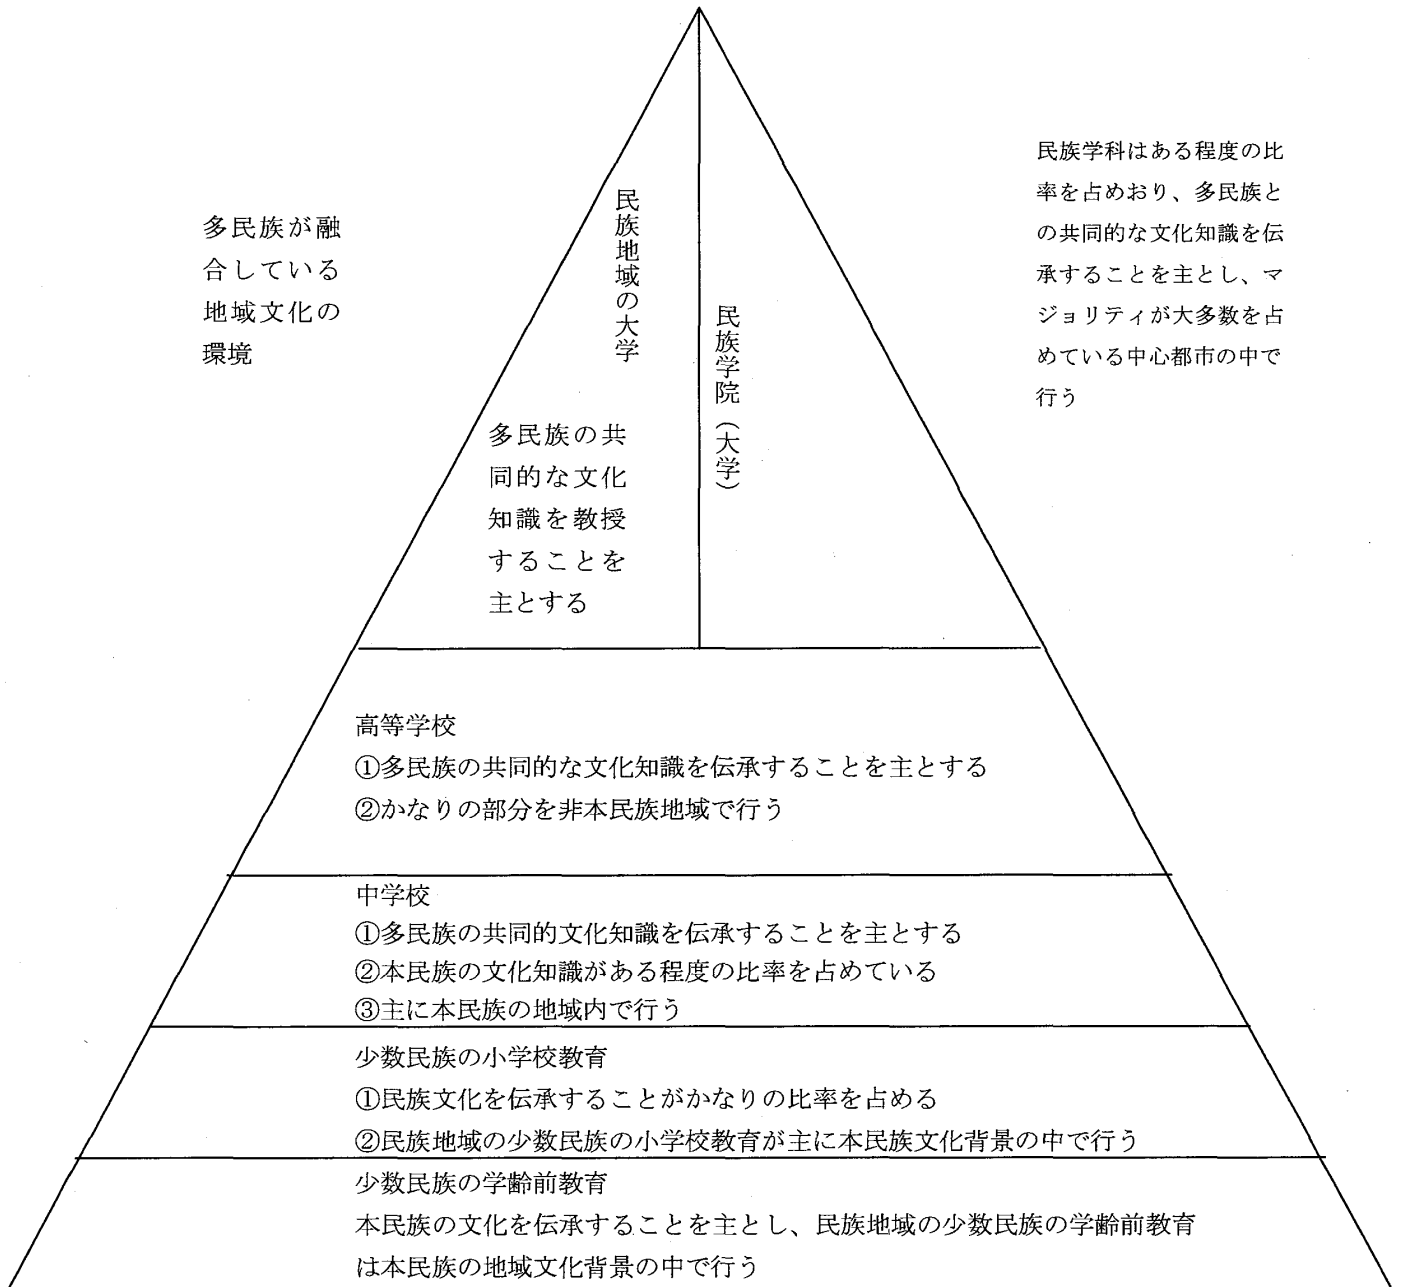 多民族が融
合している
地域文化の
環境
民族地域の大学
多民族の共
同的な文化
知識を教授
することを
主とする
民族学院（大学）
民族学科はある程度の比
率を占めおり、多民族と
の共同的な文化知識を伝
承することを主とし、マ
ジョリティが大多数を占
めている中心都市の中で
行う
高等学校
①多民族の共同的な文化知識を伝承することを主とする
②かなりの部分を非本民族地域で行う
中学校
①多民族の共同的文化知識を伝承することを主とする
②本民族の文化知識がある程度の比率を占めている
③主に本民族の地域内で行う
少数民族の小学校教育
①民族文化を伝承することがかなりの比率を占める
②民族地域の少数民族の小学校教育が主に本民族文化背景の中で行う
少数民族の学齢前教育
本民族の文化を伝承することを主とし、民族地域の少数民族の学齢前教育
は本民族の地域文化背景の中で行う